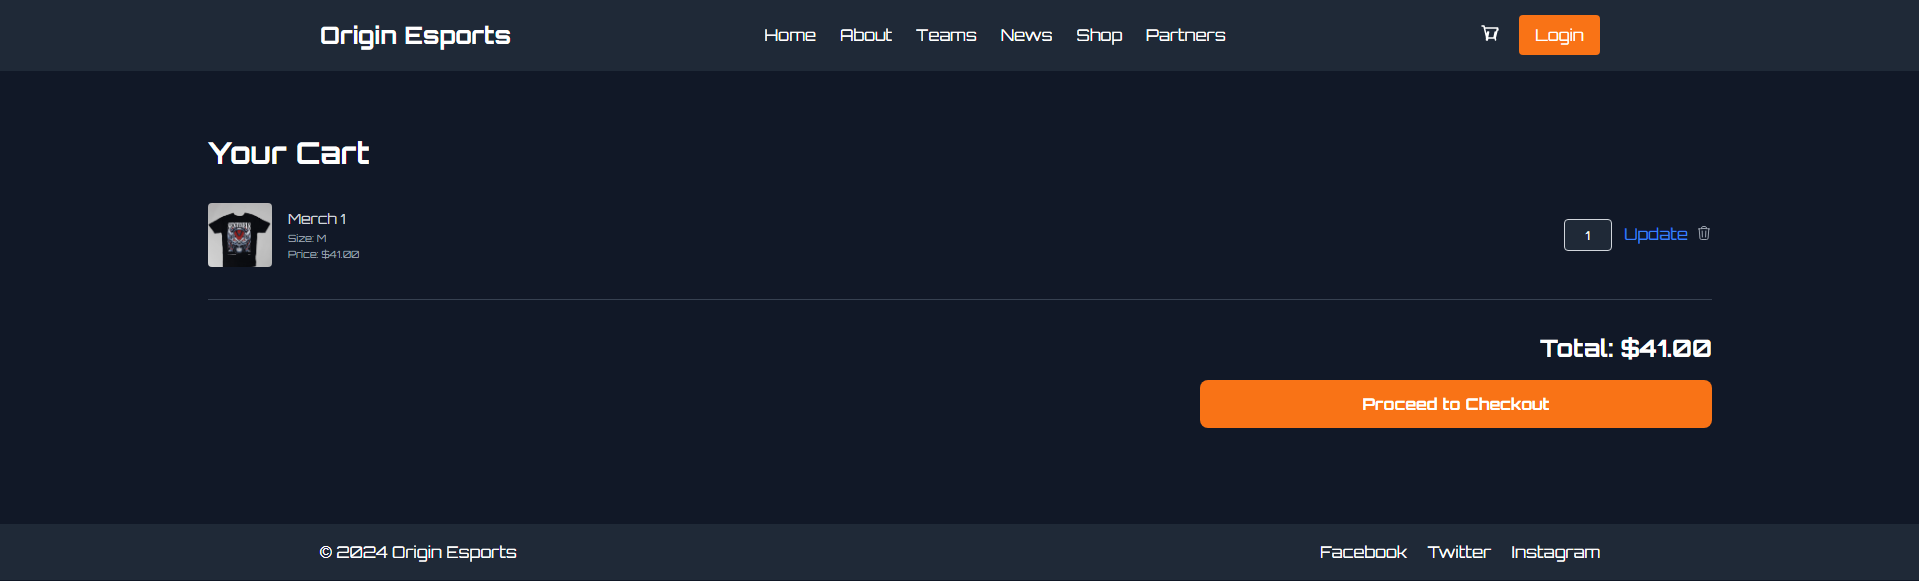 Origin Esports
Home About Teams News Shop Partners
Login
Your Cart
Merch 1
Size: M
Price: $41.00
1 Update
Total: $41.00
Proceed to Checkout
© 2024 Origin Esports
Facebook Twitter Instagram